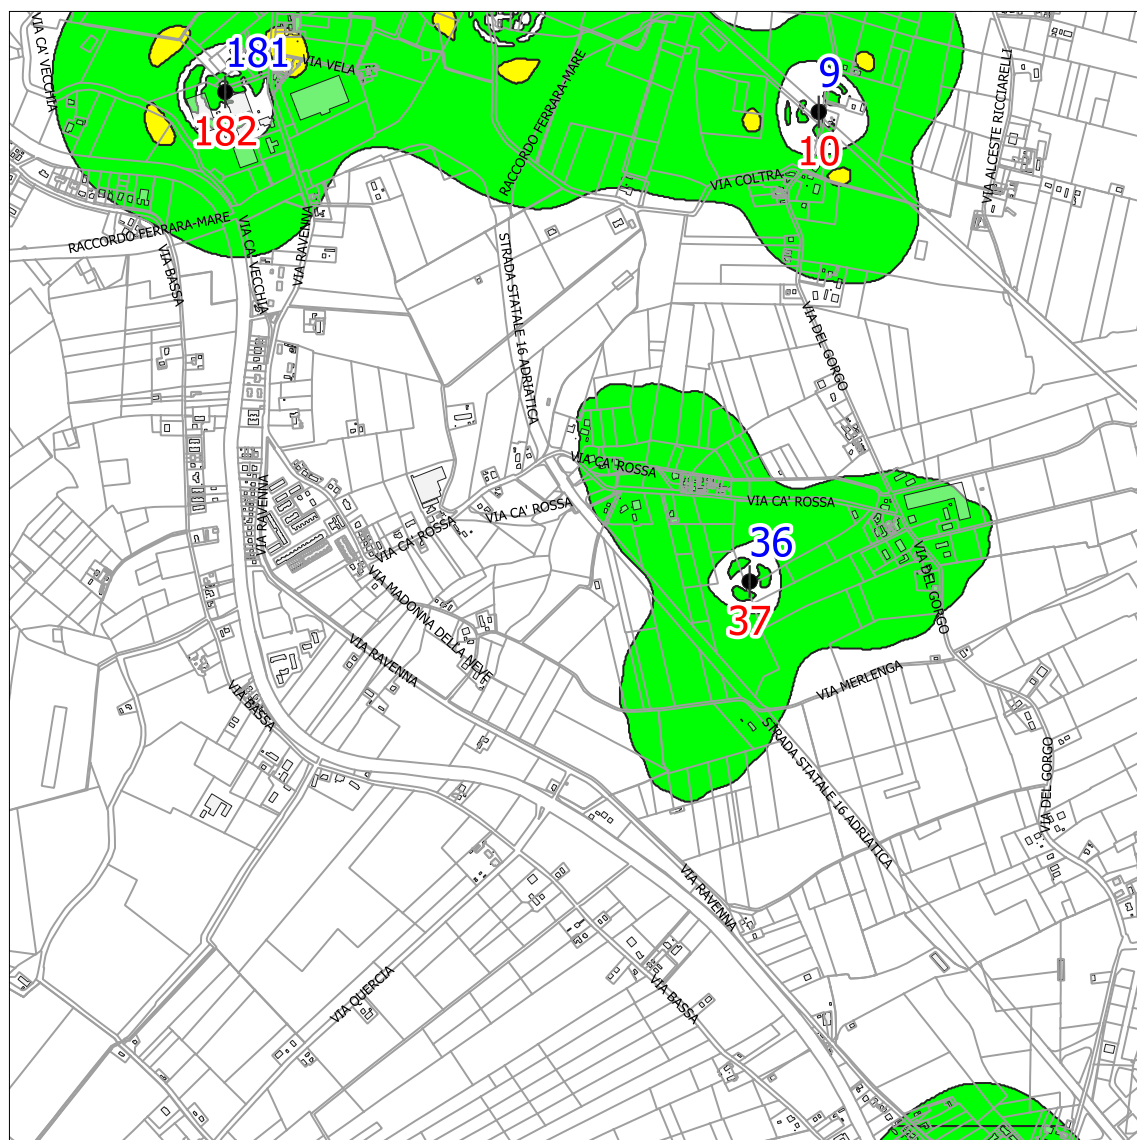 VIA CA' VECCHIA
181
VIA VELA
182
RACCORDO FERRARA-MARE
9
10
VIA COLTRA
VIA ALCESTE RICCIARELLI
RACCORDO FERRARA-MARE
VIA BASSA
VIA CA' VECCHIA
VIA RAVENNA
STRADA STATALE 16 ADRIATICA
VIA DEL GORGO
VIA CA' ROSSA
VIA CA' ROSSA
VIA CA' ROSSA
VIA CA' ROSSA
VIA RAVENNA
36
37
VIA DEL GORGO
VIA MADONNA DELLA NEVE
VIA RAVENNA
VIA MERLENGA
VIA BASSA
STRADA STATALE 16 ADRIATICA
VIA DEL GORGO
VIA RAVENNA
VIA QUERCIA
VIA BASSA